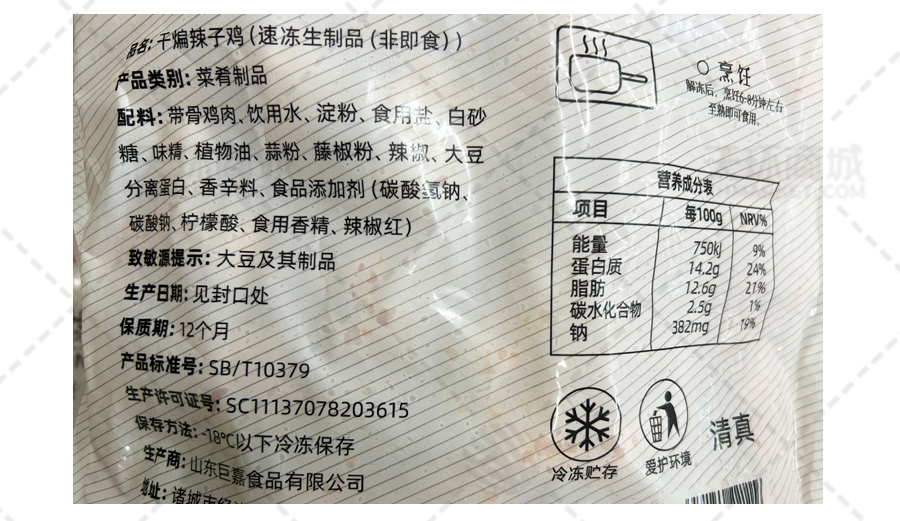 品名: 干煸辣子鸡 (速冻生制品 (非即食) )
产品类别: 菜肴制品
配料: 带骨鸡肉、饮用水、淀粉、食用盐、白砂
糖、味精、植物油、蒜粉、藤椒粉、辣椒、大豆
分离蛋白、香辛料、食品添加剂 (碳酸氢钠、
碳酸钠、柠檬酸、食用香精、辣椒红)
致敏源提示: 大豆及其制品
生产日期: 见封口处
保质期: 12个月
产品标准号: SB/T10379
生产许可证号: SC11137078203615
保存方法: -18℃以下冷冻保存
生产商: 山东巨嘉食品有限公司
地址: 诸城市
烹饪
解冻后, 烹饪6-8分钟左右
至熟即可食用。
营养成分表
项目 每100g NRV%
能量 750kJ 9%
蛋白质 14.2g 24%
脂肪 12.6g 21%
碳水化合物 2.5g 1%
钠 382mg 19%
冷冻贮存
爱护环境
清真